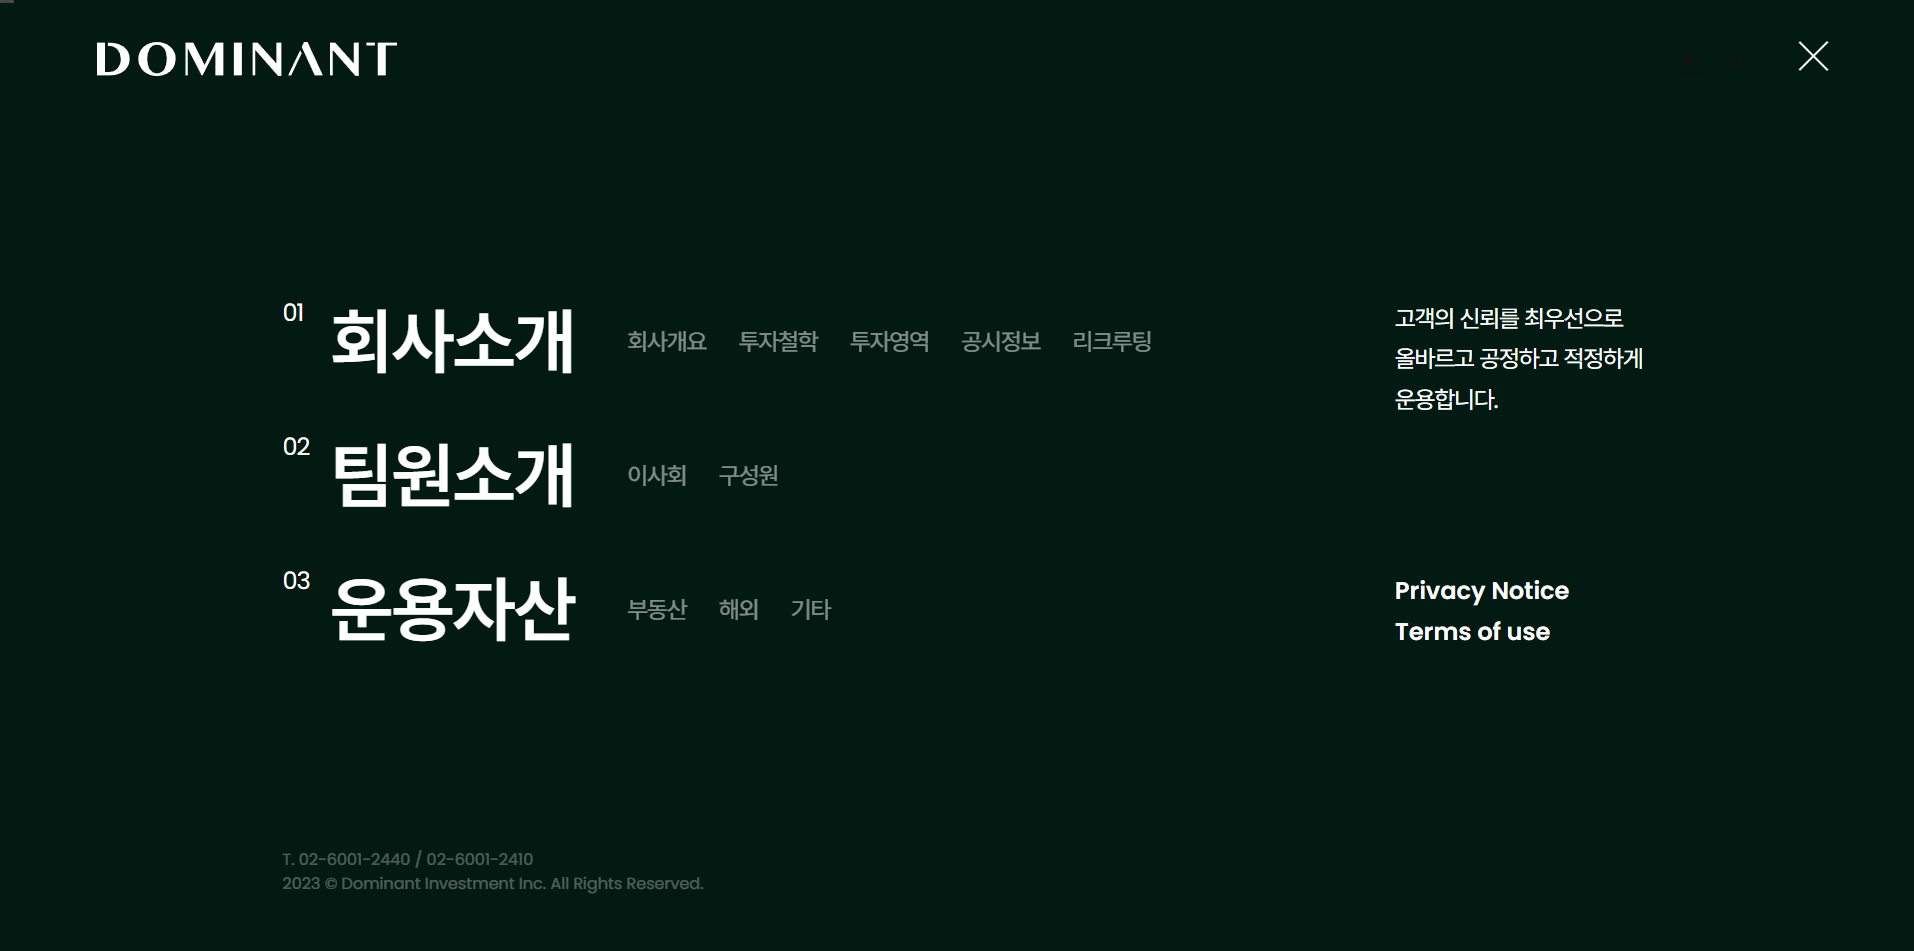 DOMINANT
01 회사소개 회사개요 투자철학 투자영역 공시정보 리크루팅
02 팀원소개 이사회 구성원
03 운용자산 부동산 해외 기타
고객의 신뢰를 최우선으로
올바르고 공정하고 적정하게
운용합니다.
Privacy Notice
Terms of use
T. 02-6001-2440 / 02-6001-2410
2023 © Dominant Investment Inc. All Rights Reserved.